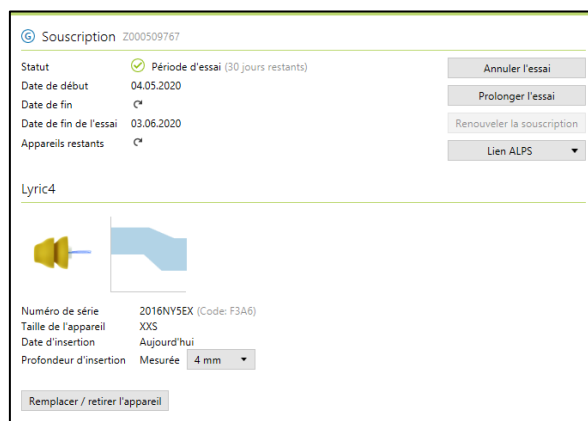 G Souscription Z000509767
Statut Période d'essai (30 jours restants) Annuler l'essai
Date de début 04.05.2020
Date de fin Prolonger l'essai
Date de fin de l'essai 03.06.2020 Renouveler la souscription
Appareils restants Lien ALPS
Lyric4
Numéro de série 2016NY5EX (Code: F3A6)
Taille de l'appareil XXS
Date d'insertion Aujourd'hui
Profondeur d'insertion Mesurée 4 mm
Remplacer / retirer l'appareil